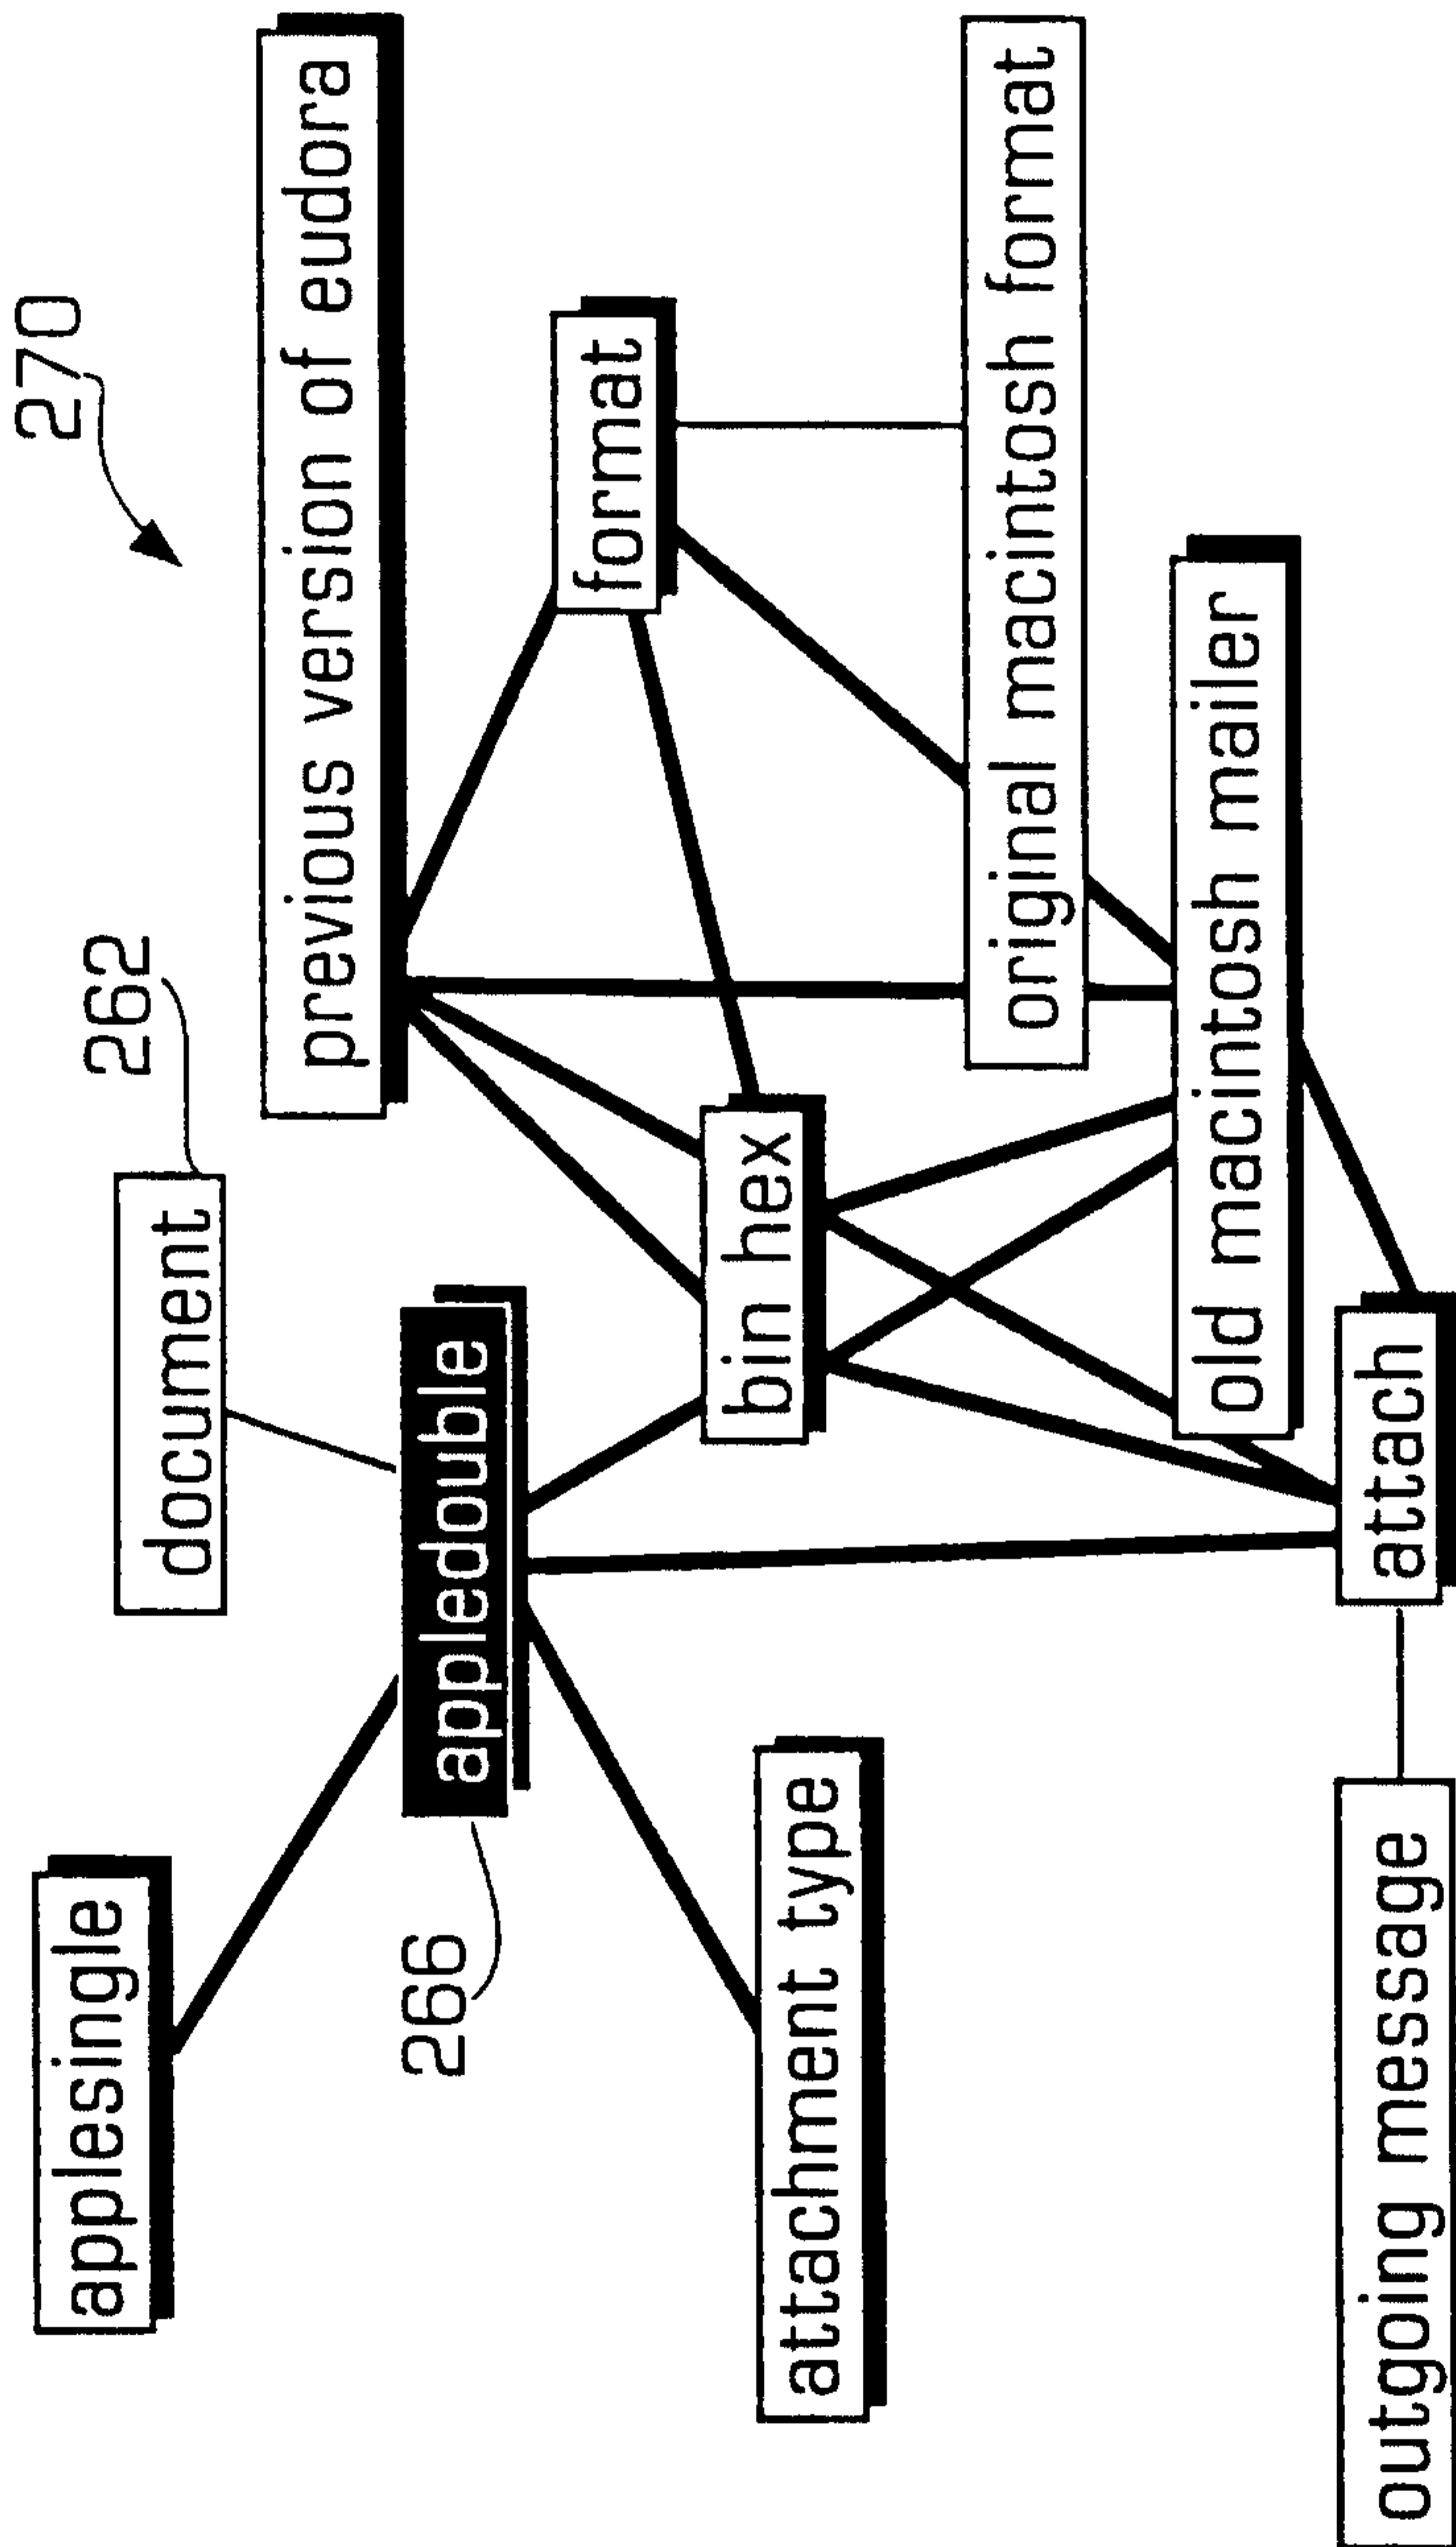 270
applesingle
document
262
previous version of eudora
appledouble
266
format
bin hex
attachment type
original macintosh format
old macintosh mailer
outgoing message
attach